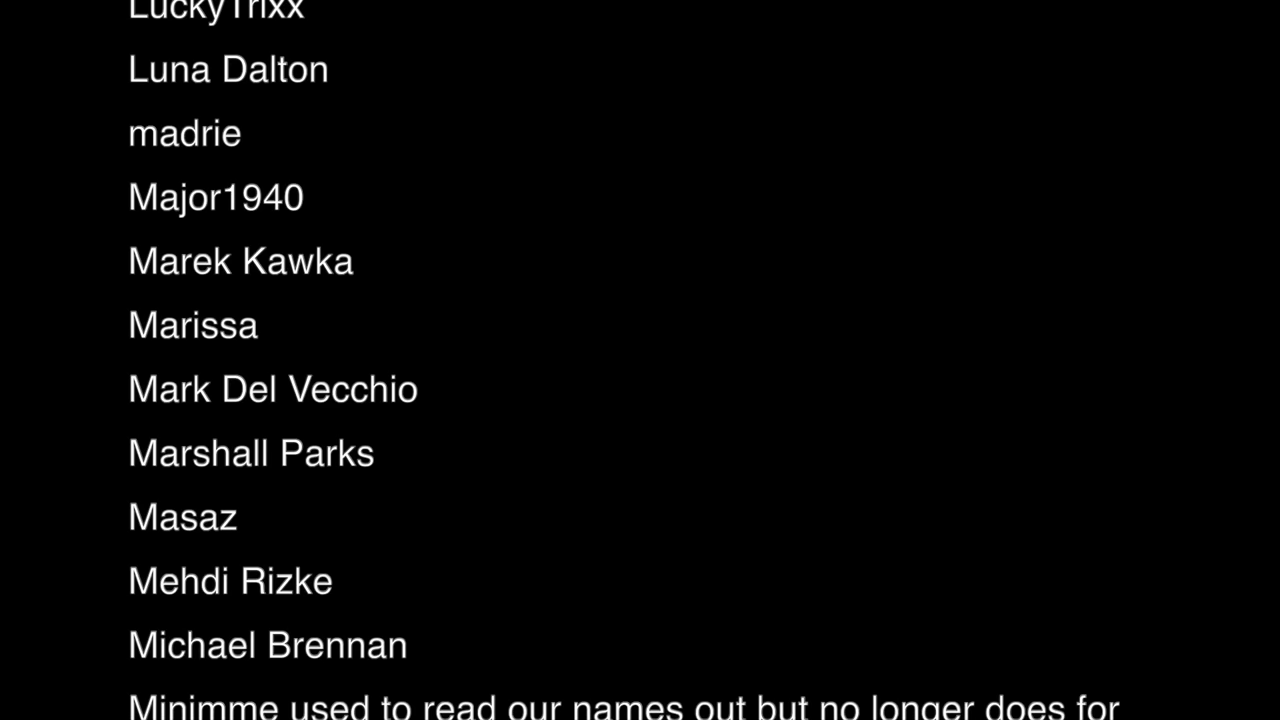 LuckyTrixx
Luna Dalton
madrie
Major1940
Marek Kawka
Marissa
Mark Del Vecchio
Marshall Parks
Masaz
Mehdi Rizke
Michael Brennan
Minimme used to read our names out but no longer does for